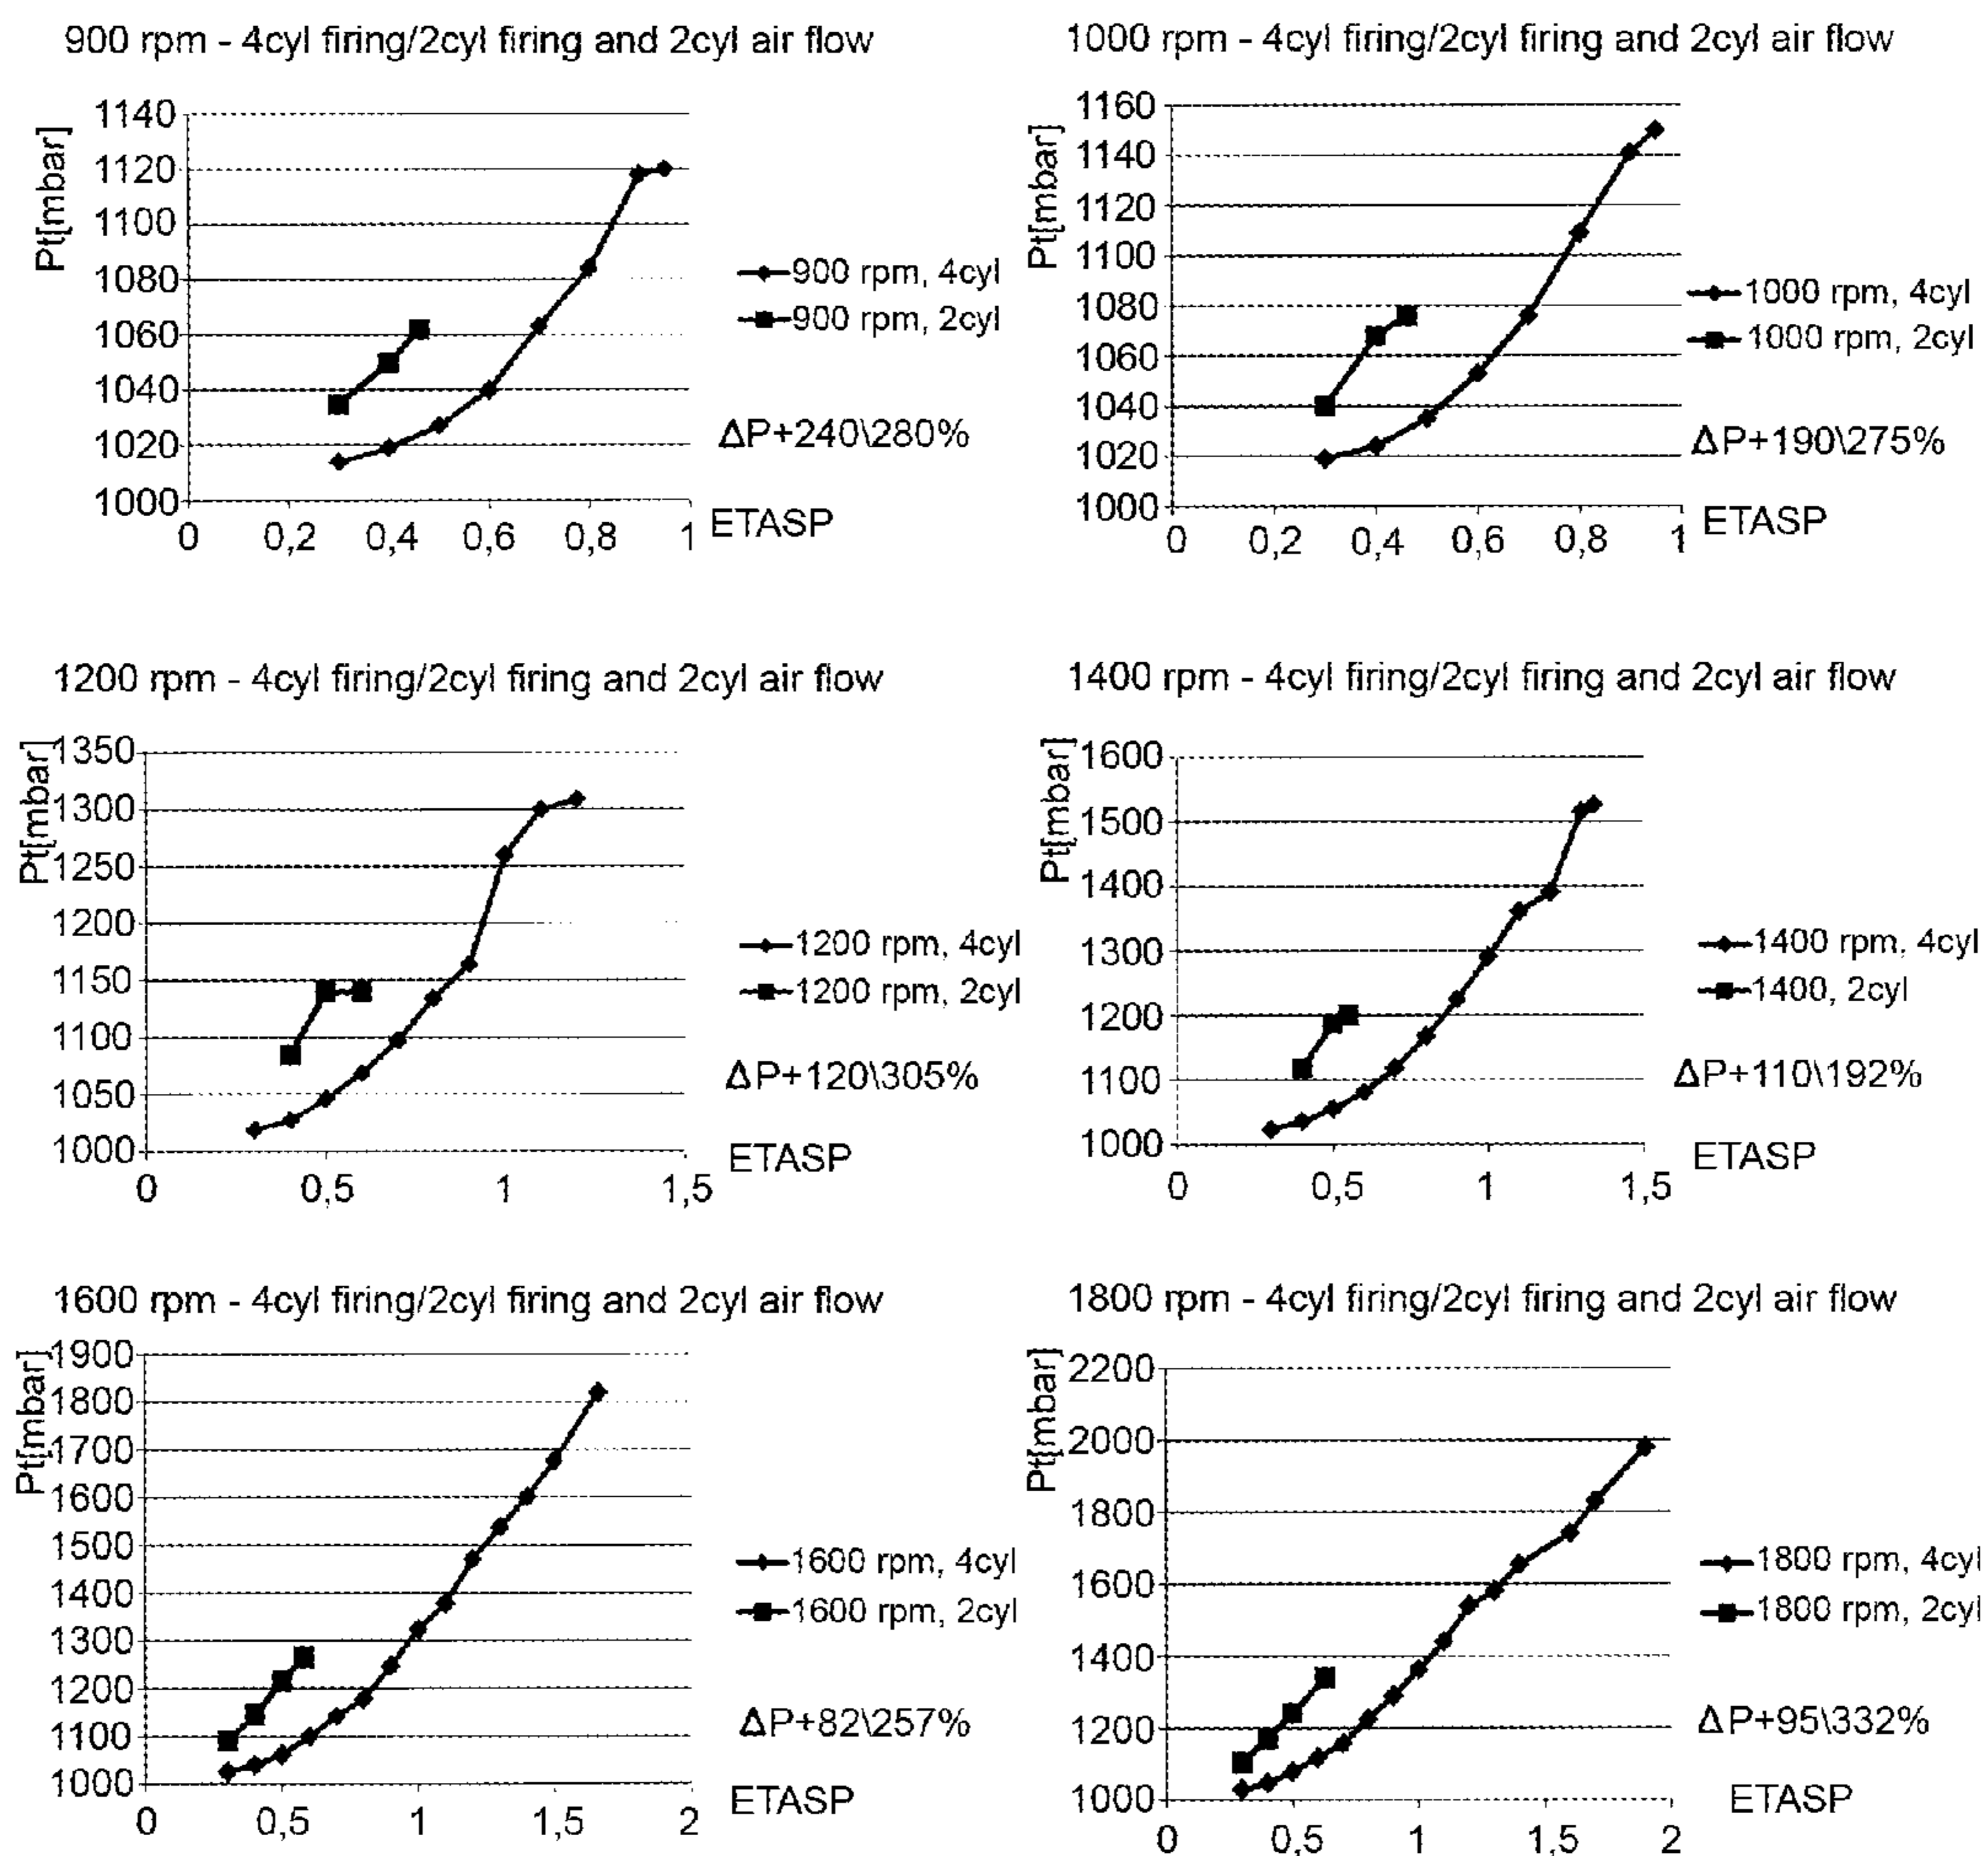 900 rpm - 4cyl firing/2cyl firing and 2cyl air flow
Pt[mbar]
1140
1120
1100
1080
1060
1040
1020
1000
0 0,2 0,4 0,6 0,8 1
ETASP
900 rpm, 4cyl
900 rpm, 2cyl
ΔP+240\280%
1000 rpm - 4cyl firing/2cyl firing and 2cyl air flow
Pt[mbar]
1160
1140
1120
1100
1080
1060
1040
1020
1000
0 0,2 0,4 0,6 0,8 1
ETASP
1000 rpm, 4cyl
1000 rpm, 2cyl
ΔP+190\275%
1200 rpm - 4cyl firing/2cyl firing and 2cyl air flow
Pt[mbar]
1350
1300
1250
1200
1150
1100
1050
1000
0 0,5 1 1,5
ETASP
1200 rpm, 4cyl
1200 rpm, 2cyl
ΔP+120\305%
1400 rpm - 4cyl firing/2cyl firing and 2cyl air flow
Pt[mbar]
1600
1500
1400
1300
1200
1100
1000
0 0,5 1 1,5
ETASP
1400 rpm, 4cyl
1400, 2cyl
ΔP+110\192%
1600 rpm - 4cyl firing/2cyl firing and 2cyl air flow
Pt[mbar]
1900
1800
1700
1600
1500
1400
1300
1200
1100
1000
0 0,5 1 1,5 2
ETASP
1600 rpm, 4cyl
1600 rpm, 2cyl
ΔP+82\257%
1800 rpm - 4cyl firing/2cyl firing and 2cyl air flow
Pt[mbar]
2200
2000
1800
1600
1400
1200
1000
0 0,5 1 1,5 2
ETASP
1800 rpm, 4cyl
1800 rpm, 2cyl
ΔP+95\332%